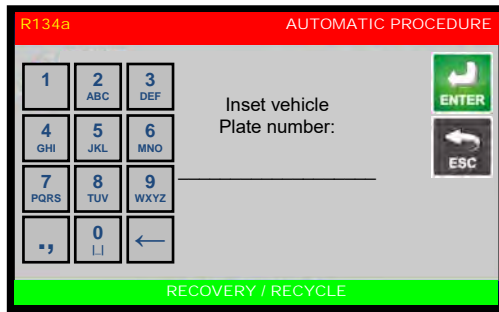 R134a AUTOMATIC PROCEDURE
1 2 3
ABC DEF
4 5 6
GHI JKL MNO
7 8 9
PQRS TUV WXYZ
., 0 ←
Inset vehicle
Plate number:
ENTER
ESC
RECOVERY / RECYCLE